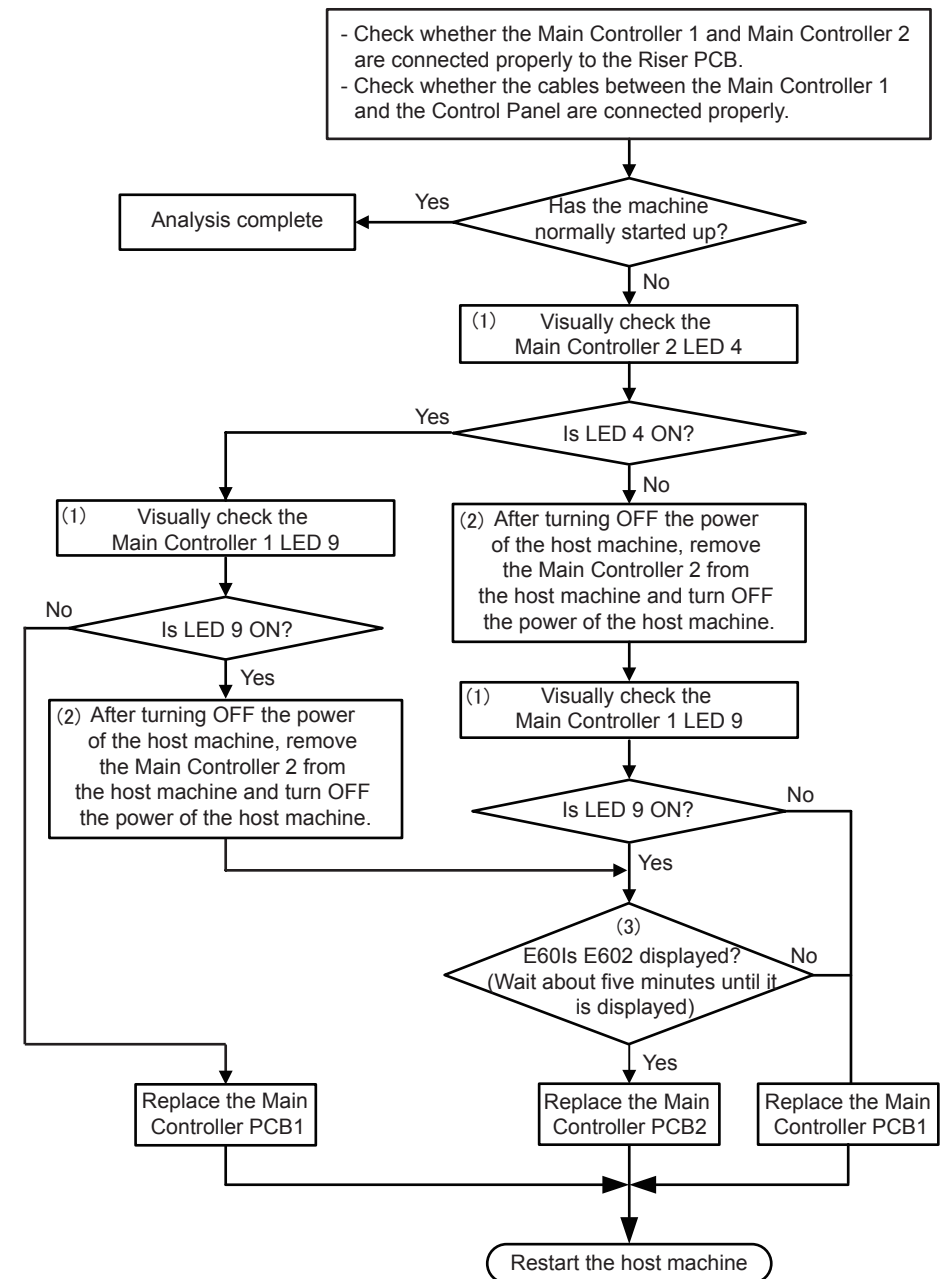 - Check whether the Main Controller 1 and Main Controller 2
are connected properly to the Riser PCB.
- Check whether the cables between the Main Controller 1
and the Control Panel are connected properly.
Analysis complete
Yes
Has the machine
normally started up?
No
(1) Visually check the
Main Controller 2 LED 4
Yes
Is LED 4 ON?
No
(1) Visually check the
Main Controller 1 LED 9
(2) After turning OFF the power
of the host machine, remove
the Main Controller 2 from
the host machine and turn OFF
the power of the host machine.
No
Is LED 9 ON?
Yes
(1) Visually check the
Main Controller 1 LED 9
(2) After turning OFF the power
of the host machine, remove
the Main Controller 2 from
the host machine and turn OFF
the power of the host machine.
Is LED 9 ON?
No
Yes
(3)
E60Is E602 displayed?
(Wait about five minutes until it
is displayed)
No
Yes
Replace the Main
Controller PCB1
Replace the Main
Controller PCB2
Replace the Main
Controller PCB1
Restart the host machine